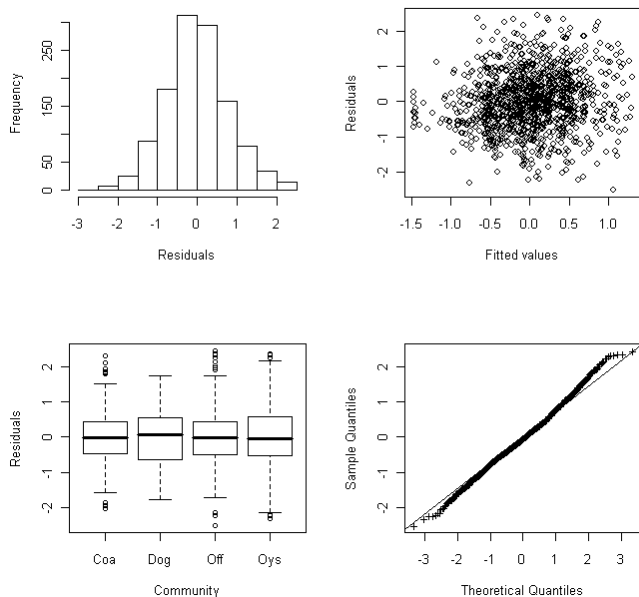 Frequency
0
50
150
250
-3 -2 -1 0 1 2
Residuals
Residuals
-2
-1
0
1
2
-1.5 -1.0 -0.5 0.0 0.5 1.0
Fitted values
Residuals
-2
-1
0
1
2
Coa Dog Off Oys
Community
Sample Quantiles
-2
-1
0
1
2
-3 -2 -1 0 1 2 3
Theoretical Quantiles